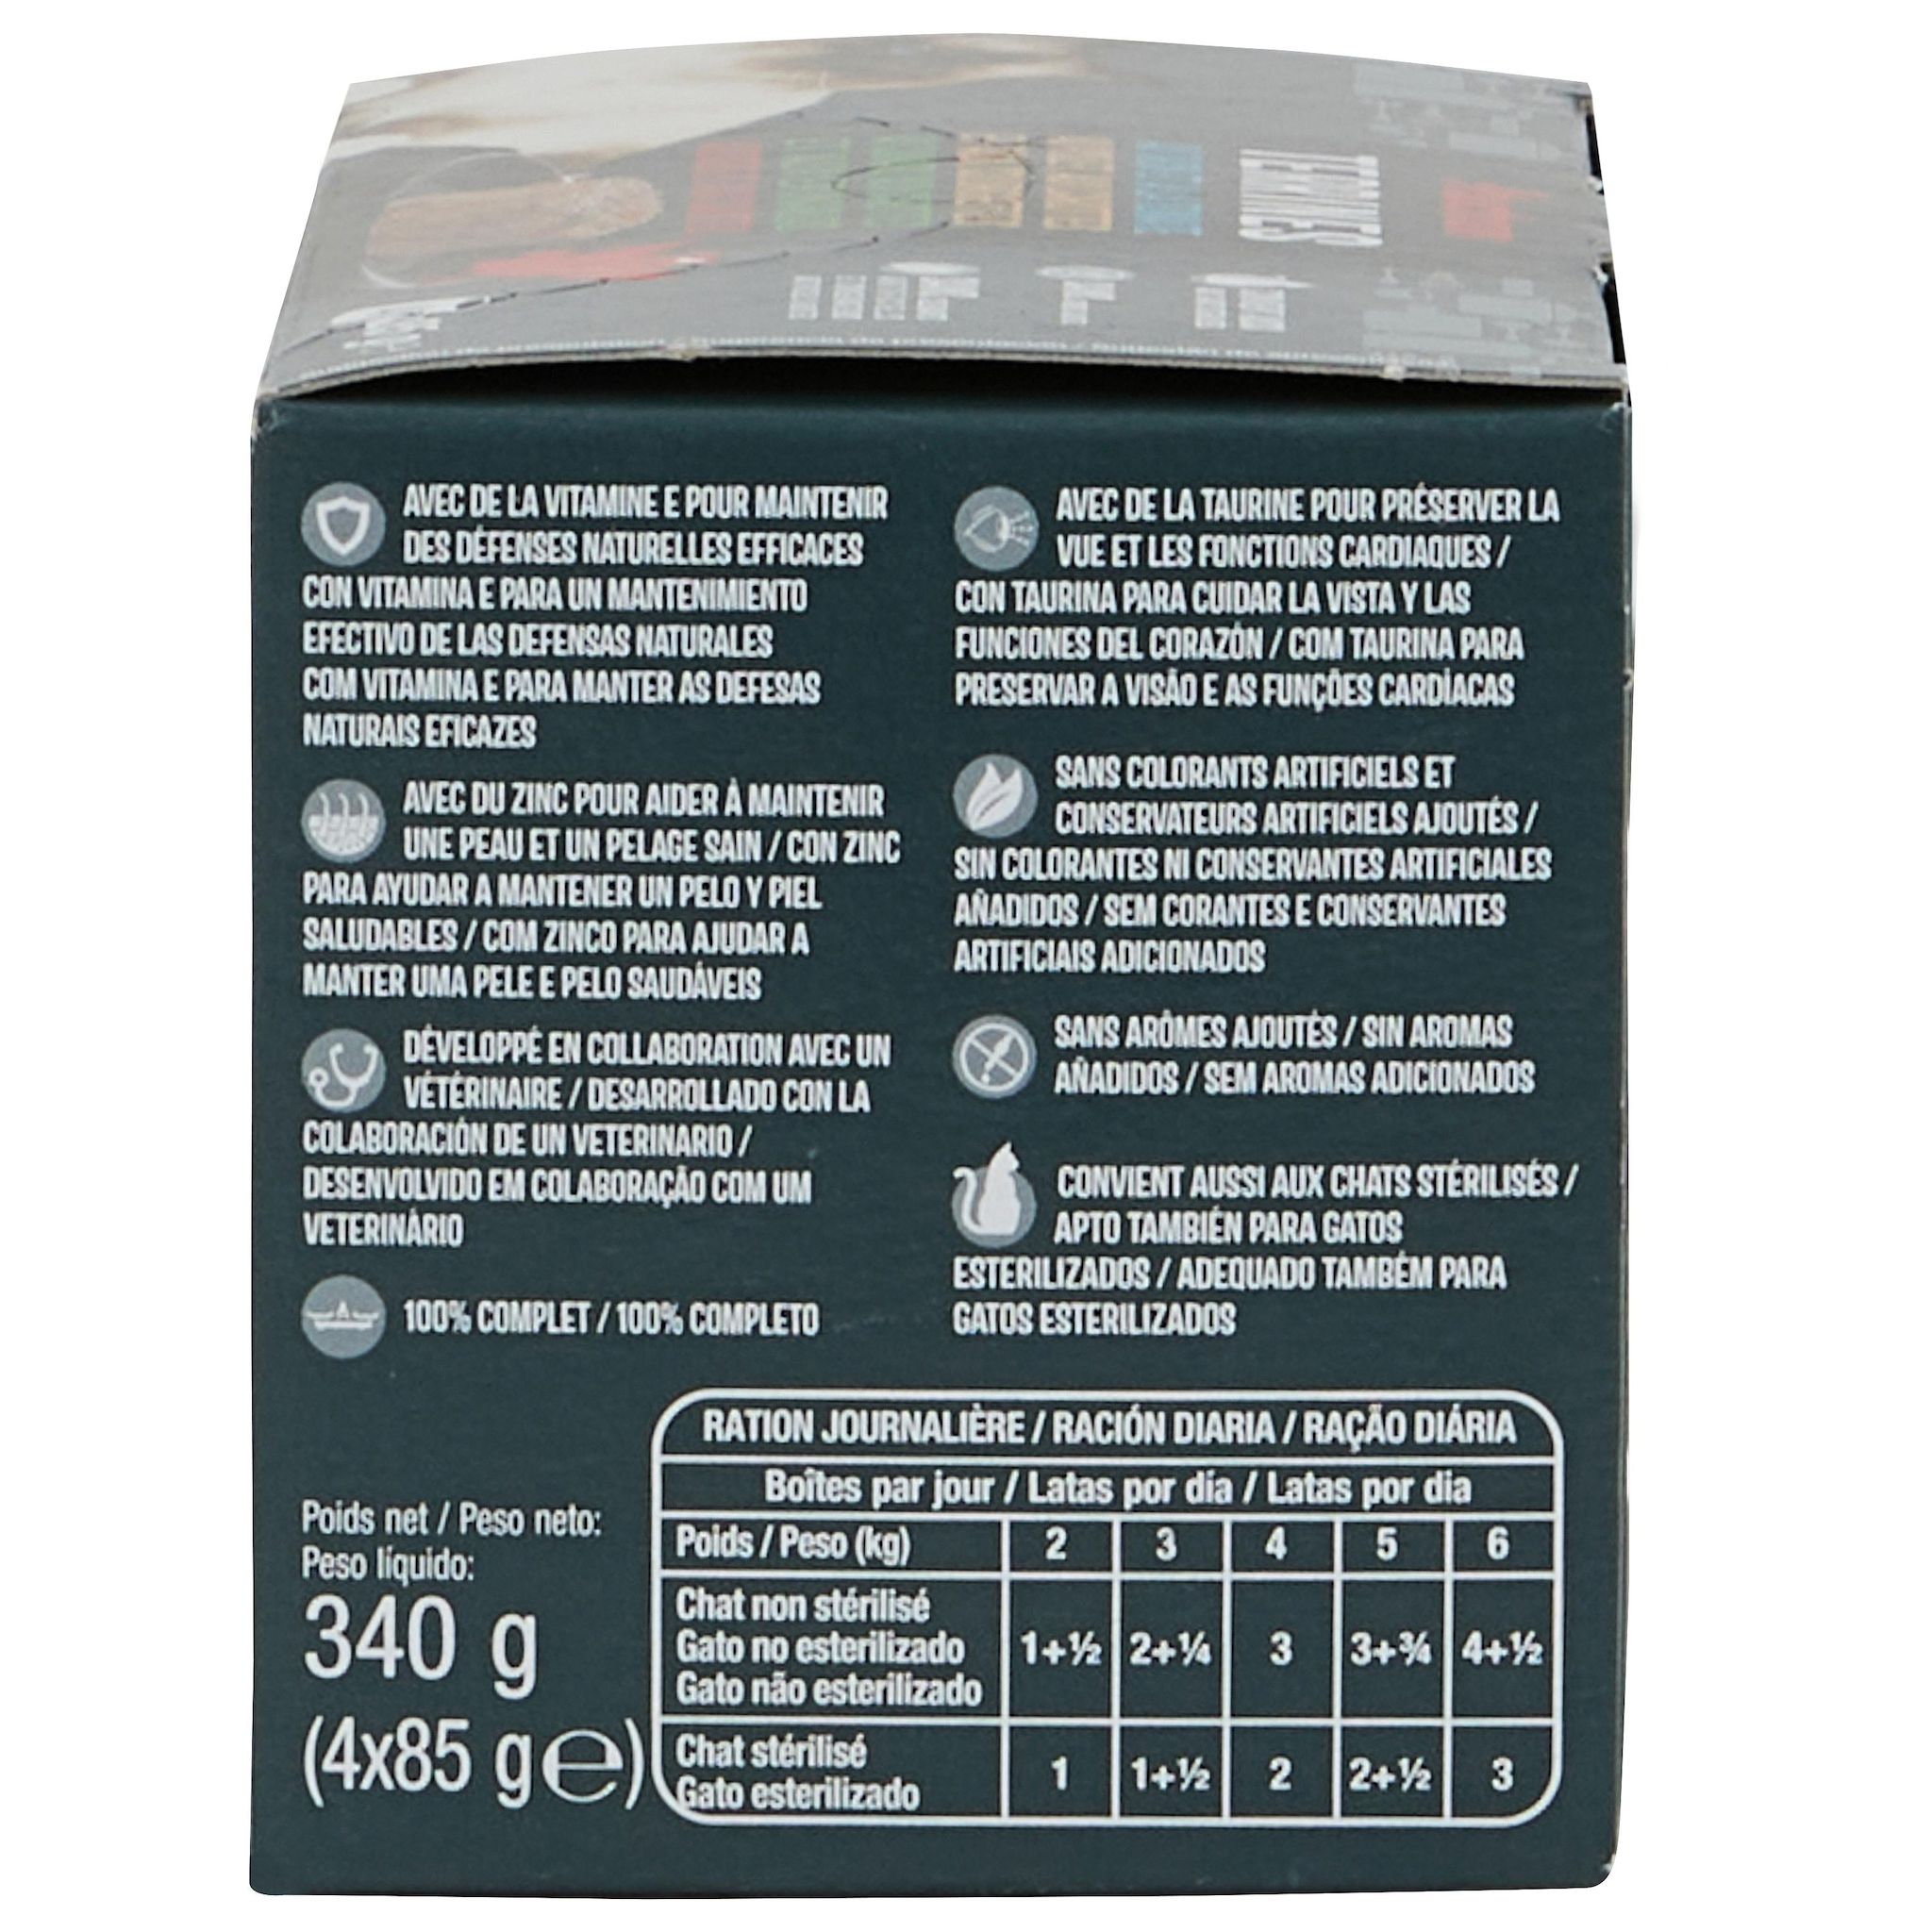 TERRINES
AVEC DE LA VITAMINE E POUR MAINTENIR
DES DÉFENSES NATURELLES EFFICACES
CON VITAMINA E PARA UN MANTENIMIENTO
EFECTIVO DE LAS DEFENSAS NATURALES
COM VITAMINA E PARA MANTER AS DEFESAS
NATURAIS EFICAZES
AVEC DU ZINC POUR AIDER À MAINTENIR
UNE PEAU ET UN PELAGE SAIN / CON ZINC
PARA AYUDAR A MANTENER UN PELO Y PIEL
SALUDABLES / COM ZINCO PARA AJUDAR A
MANTER UMA PELE E PELO SAUDÁVEIS
DÉVELOPPÉ EN COLLABORATION AVEC UN
VÉTÉRINAIRE / DESARROLLADO CON LA
COLABORACIÓN DE UN VETERINARIO /
DESENVOLVIDO EM COLABORAÇÃO COM UM
VETERINÁRIO
100% COMPLET / 100% COMPLETO
AVEC DE LA TAURINE POUR PRÉSERVER LA
VUE ET LES FONCTIONS CARDIAQUES /
CON TAURINA PARA CUIDAR LA VISTA Y LAS
FUNCIONES DEL CORAZÓN / COM TAURINA PARA
PRESERVAR A VISÃO E AS FUNÇÕES CARDÍACAS
SANS COLORANTS ARTIFICIELS ET
CONSERVATEURS ARTIFICIELS AJOUTÉS /
SIN COLORANTES NI CONSERVANTES ARTIFICIALES
AÑADIDOS / SEM CORANTES E CONSERVANTES
ARTIFICIAIS ADICIONADOS
SANS ARÔMES AJOUTÉS / SIN AROMAS
AÑADIDOS / SEM AROMAS ADICIONADOS
CONVIENT AUSSI AUX CHATS STÉRILISÉS /
APTO TAMBIÉN PARA GATOS
ESTERILIZADOS / ADEQUADO TAMBÉM PARA
GATOS ESTERILIZADOS
Poids net / Peso neto:
Peso líquido:
340 g
(4x85 g℮)
RATION JOURNALIÈRE / RACIÓN DIARIA / RAÇÃO DIÁRIA
Boîtes par jour / Latas por día / Latas por dia
Poids / Peso (kg) 2 3 4 5 6
Chat non stérilisé
Gato no esterilizado 1+½ 2+¼ 3 3+¾ 4+½
Gato não esterilizado
Chat stérilisé
Gato esterilizado 1 1+½ 2 2+½ 3